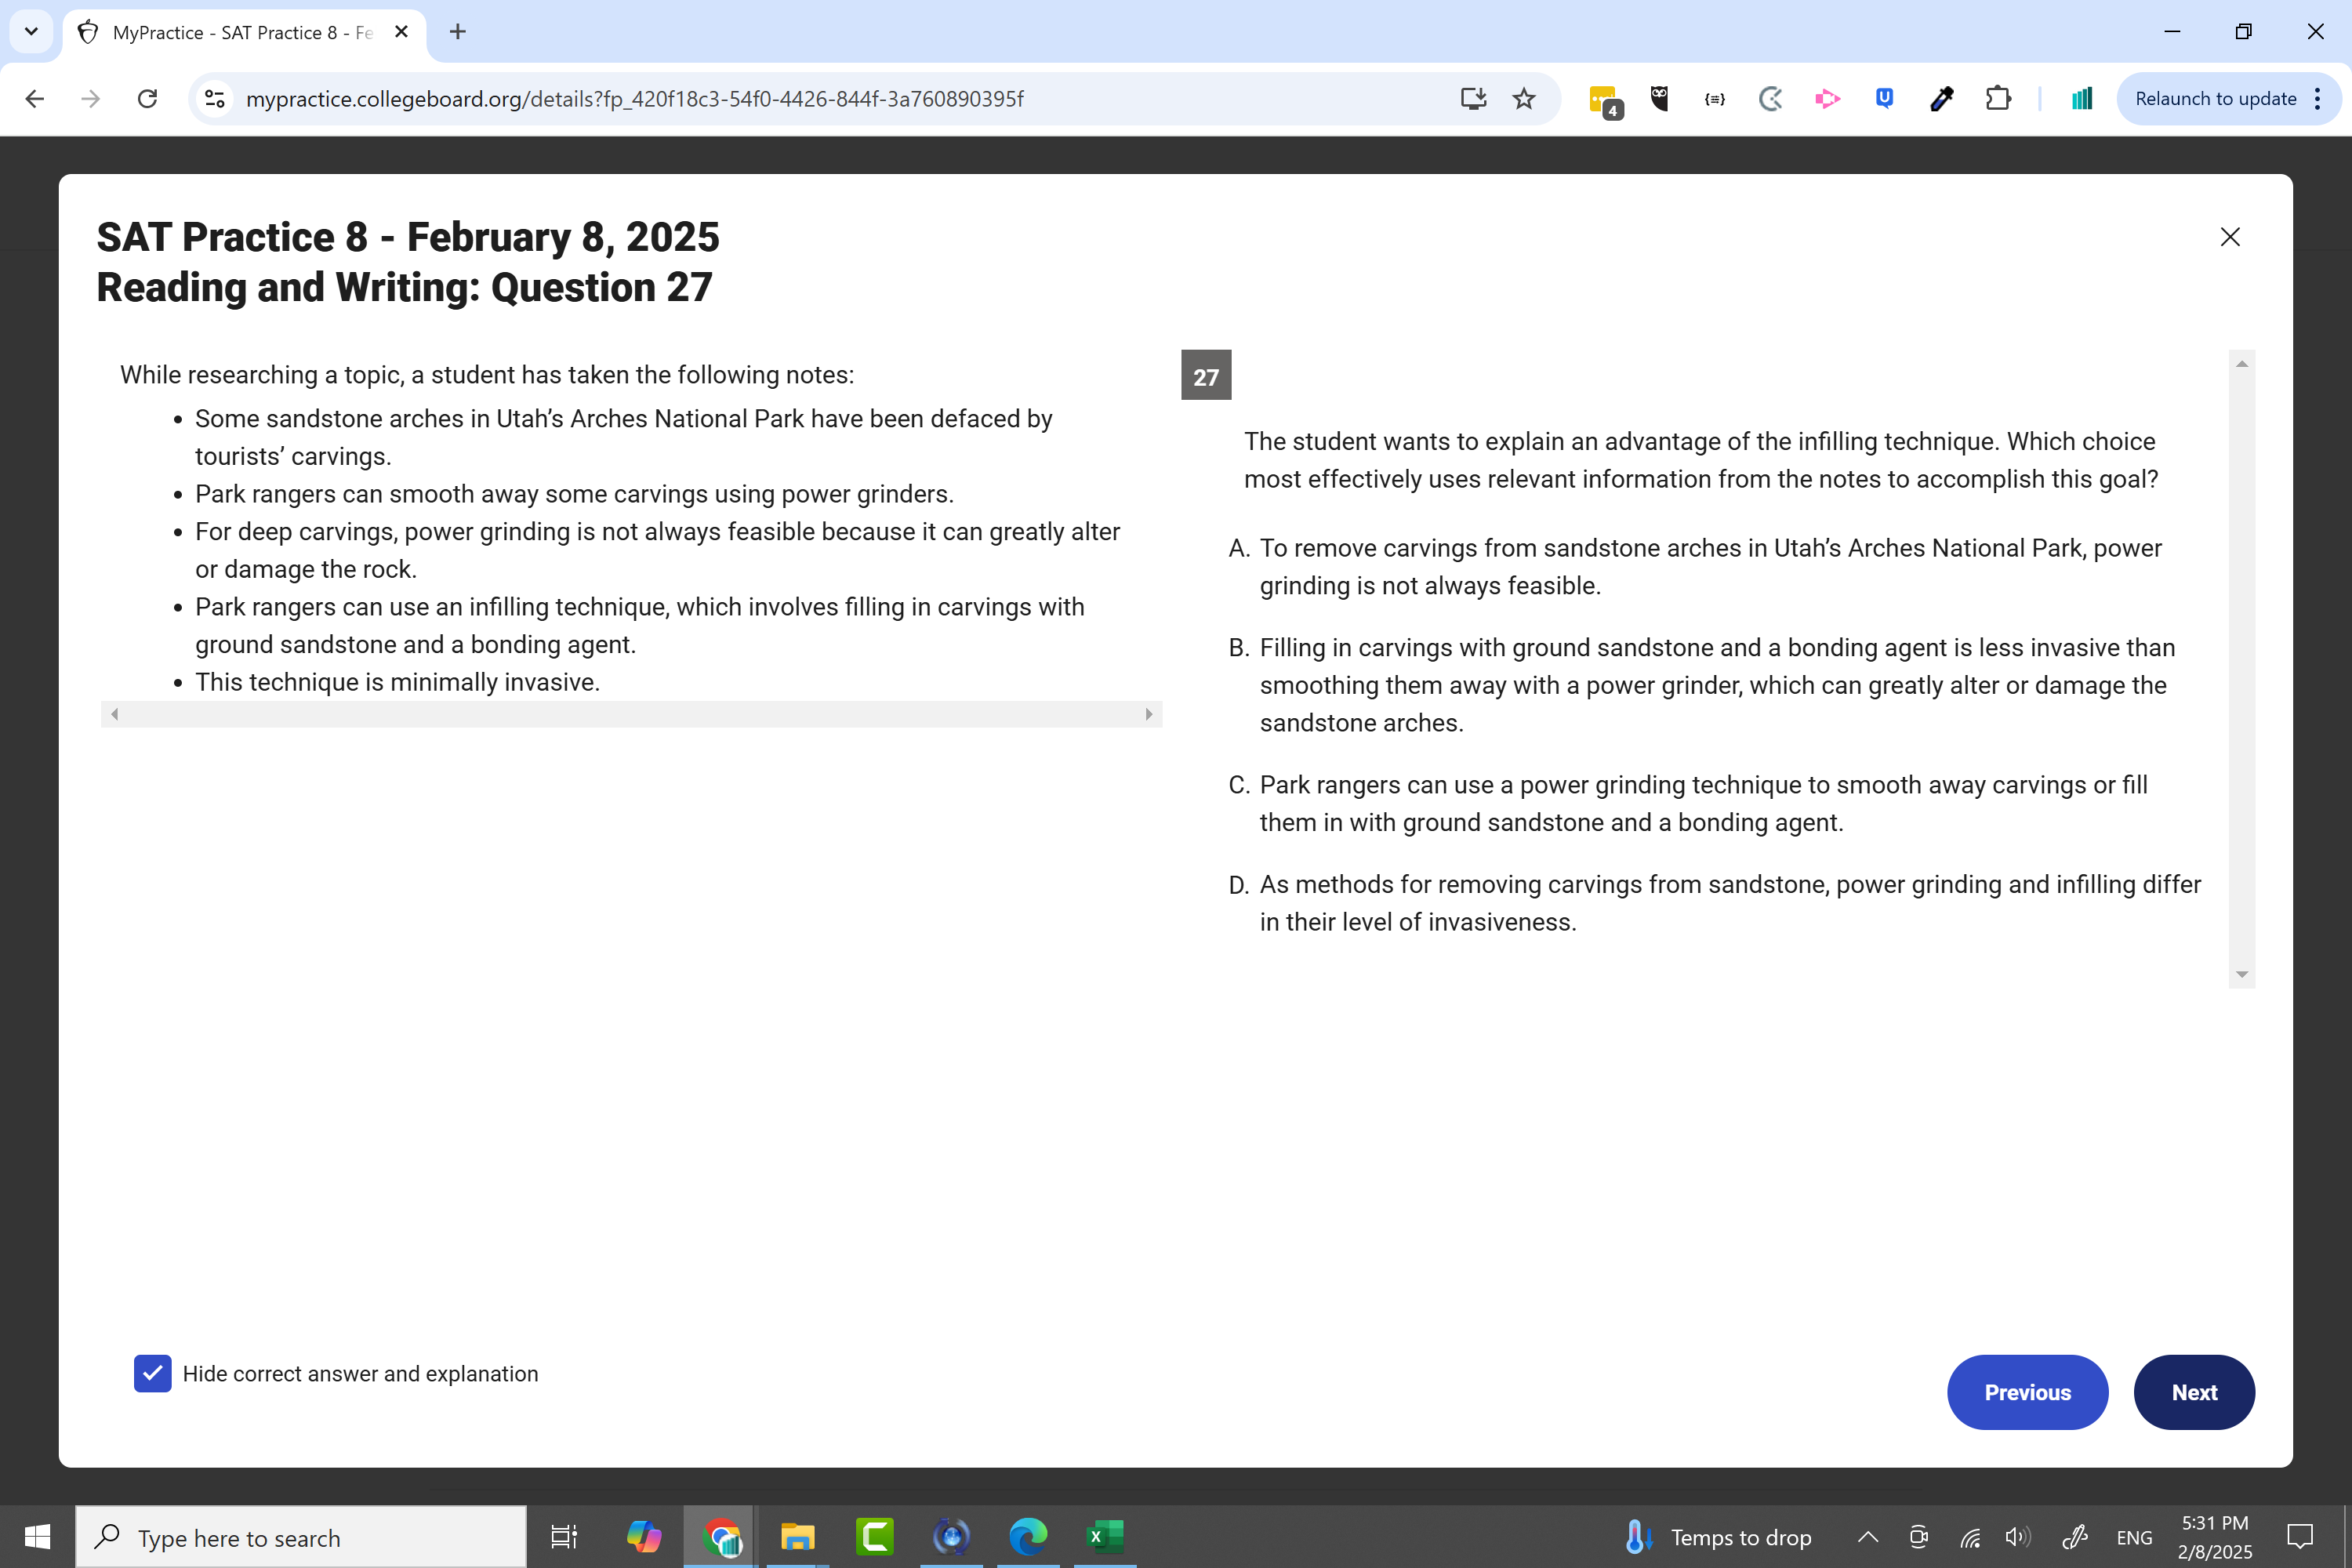 MyPractice - SAT Practice 8 - Fe
mypractice.collegeboard.org/details?fp_420f18c3-54f0-4426-844f-3a760890395f
4
Relaunch to update
SAT Practice 8 - February 8, 2025
Reading and Writing: Question 27
While researching a topic, a student has taken the following notes:
• Some sandstone arches in Utah’s Arches National Park have been defaced by
tourists’ carvings.
• Park rangers can smooth away some carvings using power grinders.
• For deep carvings, power grinding is not always feasible because it can greatly alter
or damage the rock.
• Park rangers can use an infilling technique, which involves filling in carvings with
ground sandstone and a bonding agent.
• This technique is minimally invasive.
27
The student wants to explain an advantage of the infilling technique. Which choice
most effectively uses relevant information from the notes to accomplish this goal?
A. To remove carvings from sandstone arches in Utah’s Arches National Park, power
grinding is not always feasible.
B. Filling in carvings with ground sandstone and a bonding agent is less invasive than
smoothing them away with a power grinder, which can greatly alter or damage the
sandstone arches.
C. Park rangers can use a power grinding technique to smooth away carvings or fill
them in with ground sandstone and a bonding agent.
D. As methods for removing carvings from sandstone, power grinding and infilling differ
in their level of invasiveness.
Hide correct answer and explanation
Previous
Next
Type here to search
Temps to drop
ENG
5:31 PM
2/8/2025